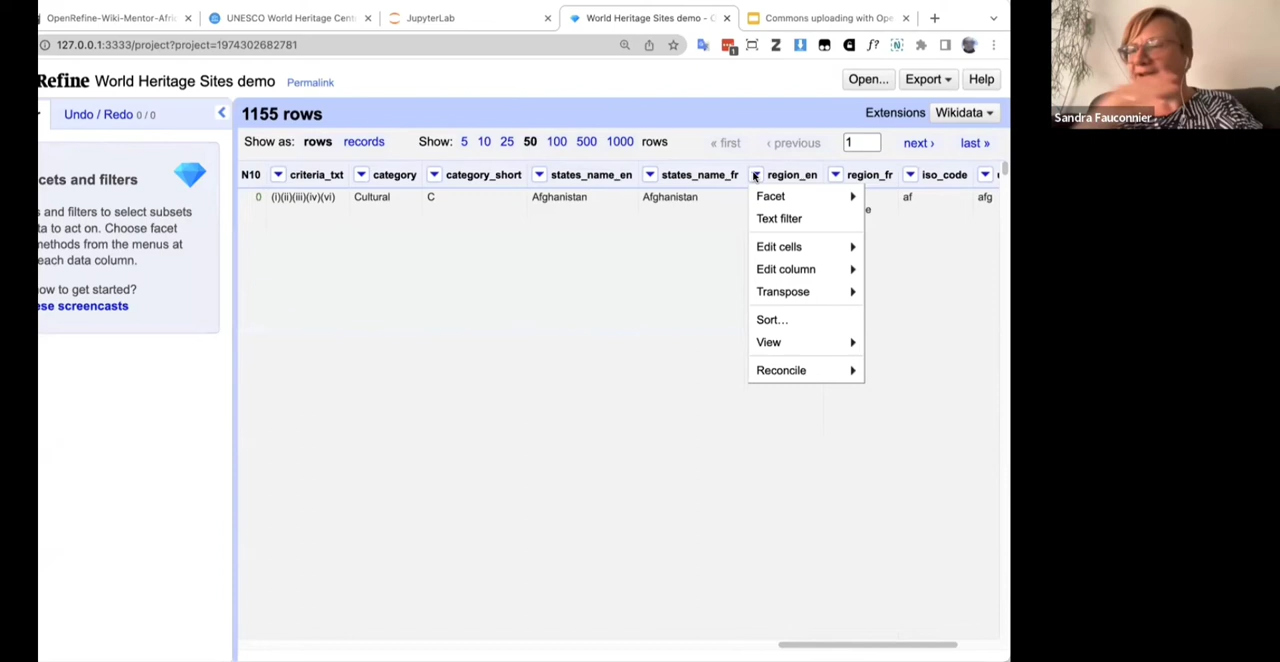 OpenRefine-Wiki-Mentor-Afri
UNESCO World Heritage Cent
JupyterLab
World Heritage Sites demo - O
Commons uploading with Ope
127.0.0.1:3333/project?project=1974302682781
Refine World Heritage Sites demo Permalink
Open... Export Help
Undo / Redo 0 / 0
1155 rows
Extensions Wikidata
Show as: rows records Show: 5 10 25 50 100 500 1000 rows « first ‹ previous 1 next › last »
N10 criteria_txt category category_short states_name_en states_name_fr region_en region_fr iso_code
0 (i)(ii)(iii)(iv)(vi) Cultural C Afghanistan Afghanistan e af afg
cets and filters
s and filters to select subsets
ta to act on. Choose facet
nethods from the menus at
each data column.
ow to get started?
ese screencasts
Facet
Text filter
Edit cells
Edit column
Transpose
Sort...
View
Reconcile
Sandra Fauconnier